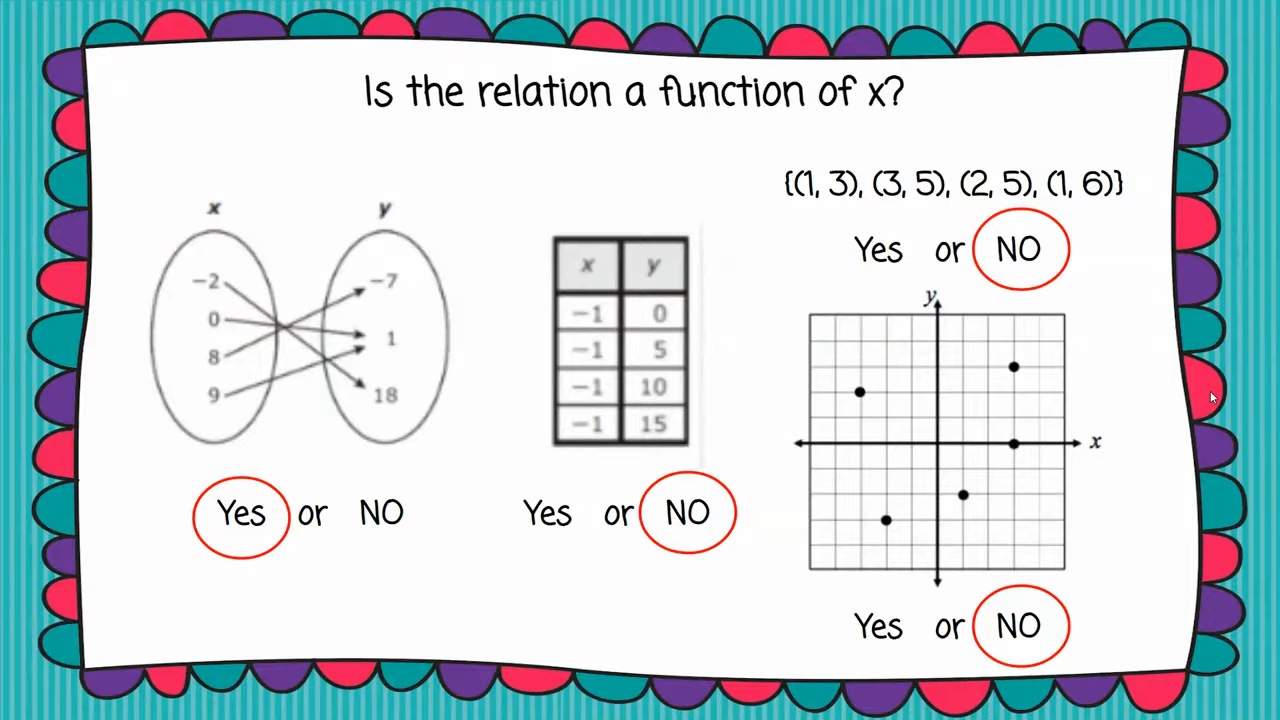 Is the relation a function of x?
{(1, 3), (3, 5), (2, 5), (1, 6)}
Yes or NO
x y
−2 −7
0 1
8 18
9
Yes or NO
x y
−1 0
−1 5
−1 10
−1 15
Yes or NO
y
x
Yes or NO